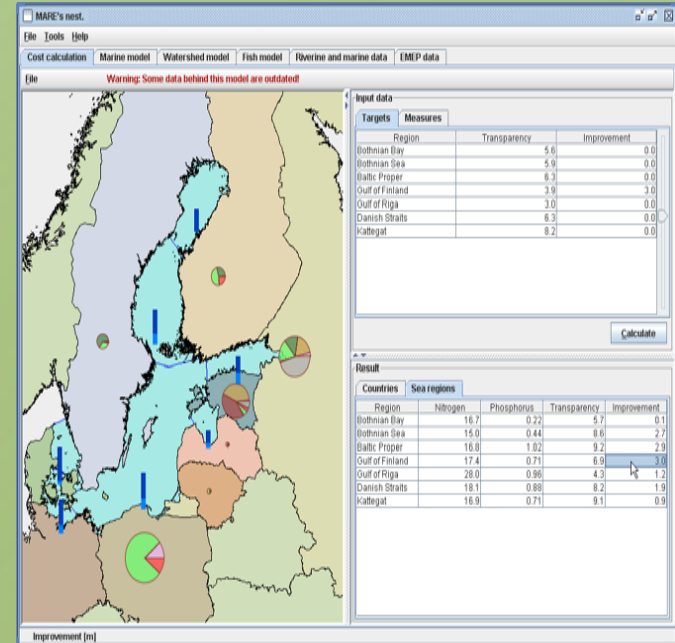 MARE's nest.
File Tools Help
Cost calculation Marine model Watershed model Fish model Riverine and marine data EMEP data
File Warning: Some data behind this model are outdated!
Input data
Targets Measures
Region Transparency Improvement
Bothnian Bay 5.6 0.0
Bothnian Sea 5.9 0.0
Baltic Proper 6.3 0.0
Gulf of Finland 3.9 3.0
Gulf of Riga 3.0 0.0
Danish Straits 6.3 0.0
Kattegat 8.2 0.0
Calculate
Result
Countries Sea regions
Region Nitrogen Phosphorus Transparency Improvement
Bothnian Bay 16.7 0.22 5.7 0.1
Bothnian Sea 15.0 0.44 8.6 2.7
Baltic Proper 16.8 1.02 9.2 2.9
Gulf of Finland 17.4 0.71 6.9 3.0
Gulf of Riga 28.0 0.96 4.3 1.2
Danish Straits 18.1 0.88 8.2 1.9
Kattegat 16.9 0.71 9.1 0.9
Improvement [m]